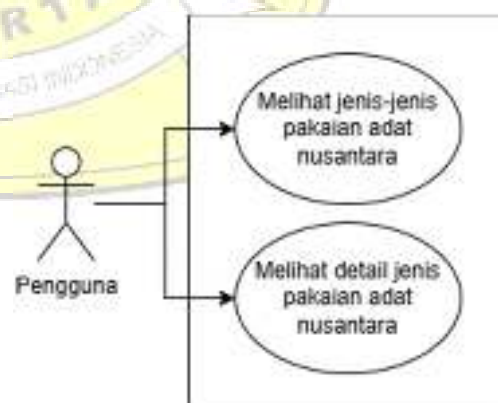 Melihat jenis-jenis
pakaian adat
nusantara
Pengguna
Melihat detail jenis
pakaian adat
nusantara